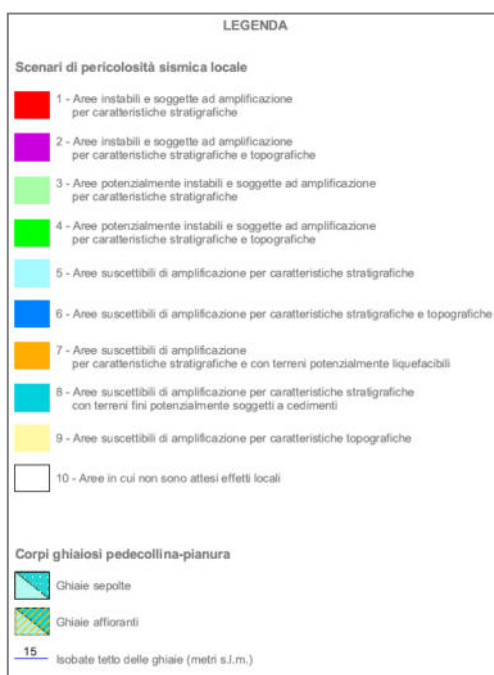 LEGENDA
Scenari di pericolosità sismica locale
1 - Aree instabili e soggette ad amplificazione
per caratteristiche stratigrafiche
2 - Aree instabili e soggette ad amplificazione
per caratteristiche stratigrafiche e topografiche
3 - Aree potenzialmente instabili e soggette ad amplificazione
per caratteristiche stratigrafiche
4 - Aree potenzialmente instabili e soggette ad amplificazione
per caratteristiche stratigrafiche e topografiche
5 - Aree suscettibili di amplificazione per caratteristiche stratigrafiche
6 - Aree suscettibili di amplificazione per caratteristiche stratigrafiche e topografiche
7 - Aree suscettibili di amplificazione
per caratteristiche stratigrafiche e con terreni potenzialmente liquefacibili
8 - Aree suscettibili di amplificazione per caratteristiche stratigrafiche
con terreni fini potenzialmente soggetti a cedimenti
9 - Aree suscettibili di amplificazione per caratteristiche topografiche
10 - Aree in cui non sono attesi effetti locali
Corpi ghiaiosi pedecollina-pianura
Ghiaie sepolte
Ghiaie affioranti
15 Isobate tetto delle ghiaie (metri s.l.m.)